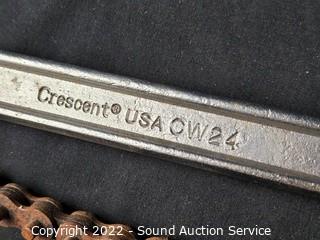 Crescent® USA CW24
Copyright 2022 - Sound Auction Service